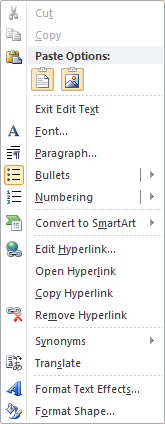 Cut
Copy
Paste Options:
Exit Edit Text
Font...
Paragraph...
Bullets
Numbering
Convert to SmartArt
Edit Hyperlink...
Open Hyperlink
Copy Hyperlink
Remove Hyperlink
Synonyms
Translate
Format Text Effects...
Format Shape...